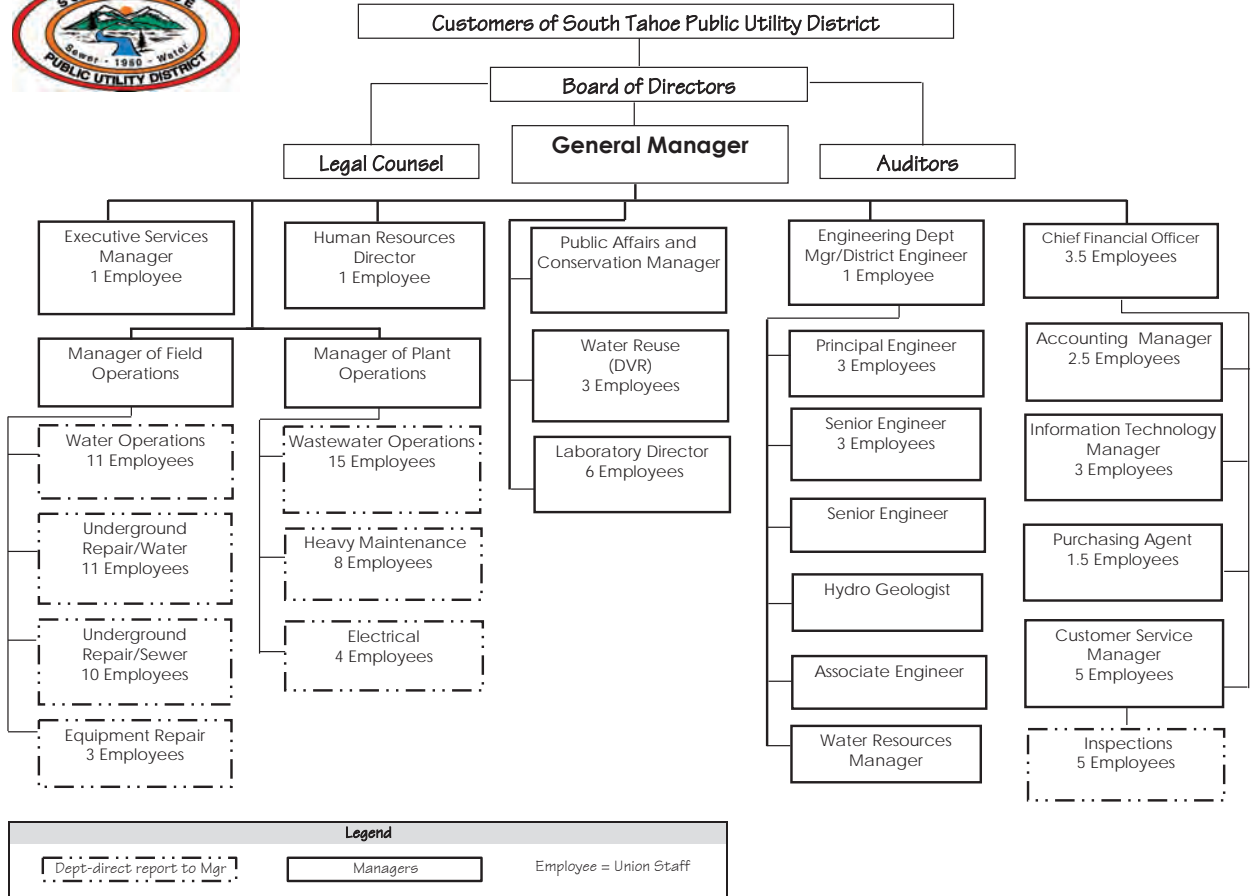 Sewer · 1950 · Water
PUBLIC UTILITY DISTRICT
Customers of South Tahoe Public Utility District
Board of Directors
Legal Counsel
General Manager
Auditors
Executive Services
Manager
1 Employee
Human Resources
Director
1 Employee
Public Affairs and
Conservation Manager
Engineering Dept
Mgr/District Engineer
1 Employee
Chief Financial Officer
3.5 Employees
Manager of Field
Operations
Water Operations
11 Employees
Underground
Repair/Water
11 Employees
Underground
Repair/Sewer
10 Employees
Equipment Repair
3 Employees
Manager of Plant
Operations
Wastewater Operations
15 Employees
Heavy Maintenance
8 Employees
Electrical
4 Employees
Water Reuse
(DVR)
3 Employees
Laboratory Director
6 Employees
Principal Engineer
3 Employees
Senior Engineer
3 Employees
Senior Engineer
Hydro Geologist
Associate Engineer
Water Resources
Manager
Accounting Manager
2.5 Employees
Information Technology
Manager
3 Employees
Purchasing Agent
1.5 Employees
Customer Service
Manager
5 Employees
Inspections
5 Employees
Legend
Dept-direct report to Mgr
Managers
Employee = Union Staff